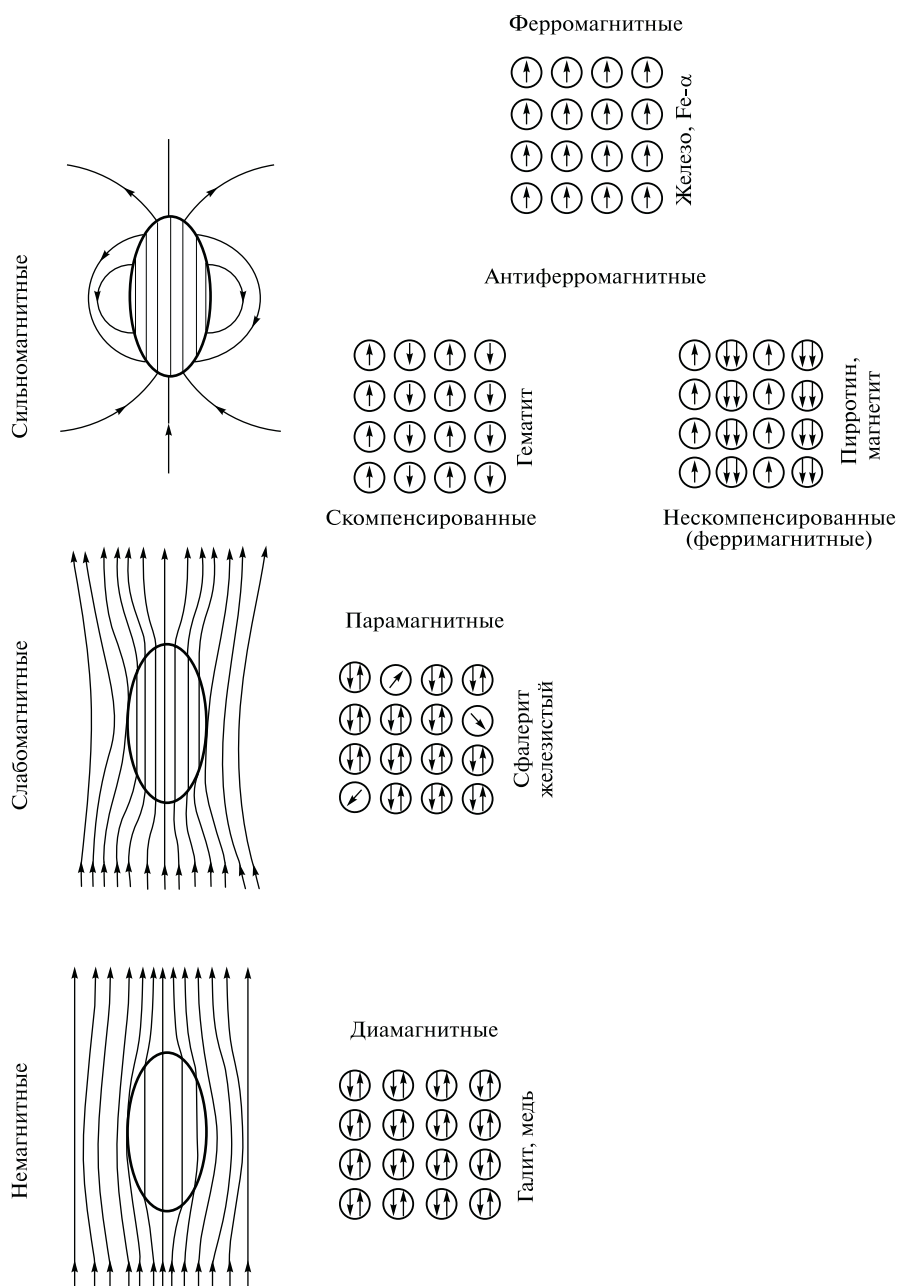 Ферромагнитные
Железо, Fe-α
Сильномагнитные
Антиферромагнитные
Гематит
Пирротин,
магнетит
Скомпенсированные
Нескомпенсированные
(ферримагнитные)
Слабомагнитные
Парамагнитные
Сфалерит
железистый
Немагнитные
Диамагнитные
Галит, медь